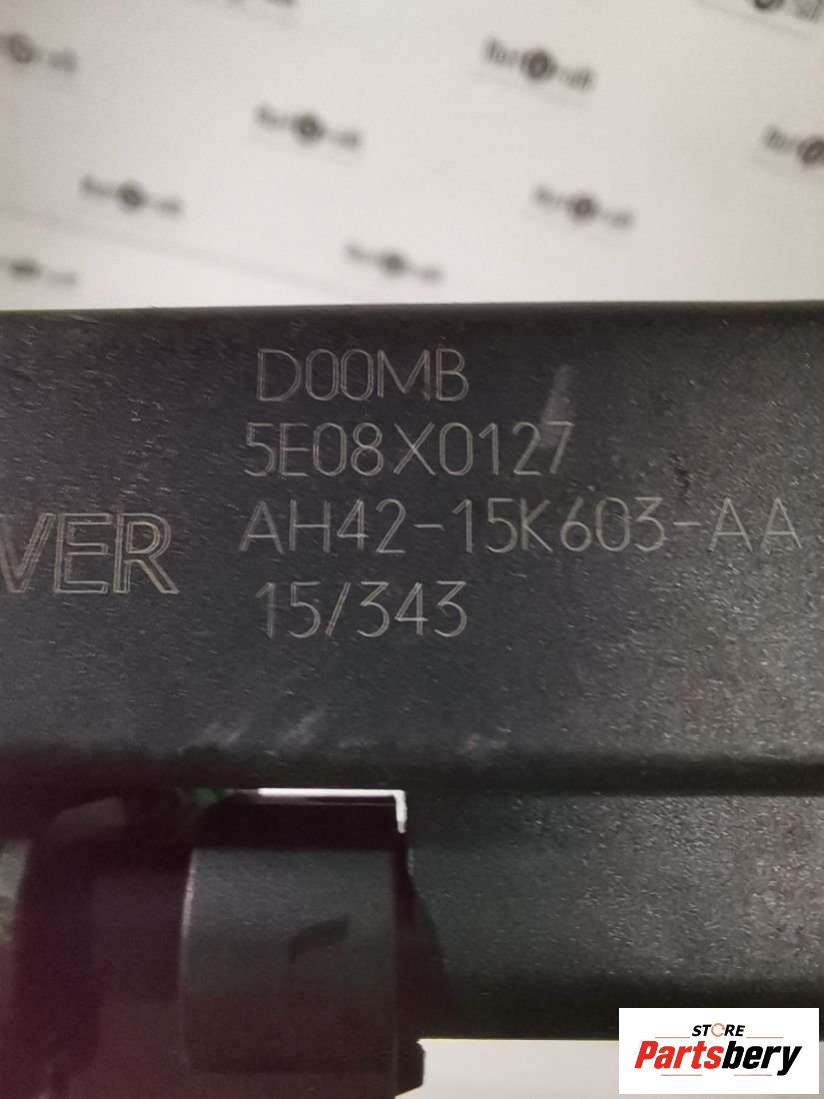 D00MB
5E08X0127
VER AH42-15K603-AA
15/343
STORE
Partsbery